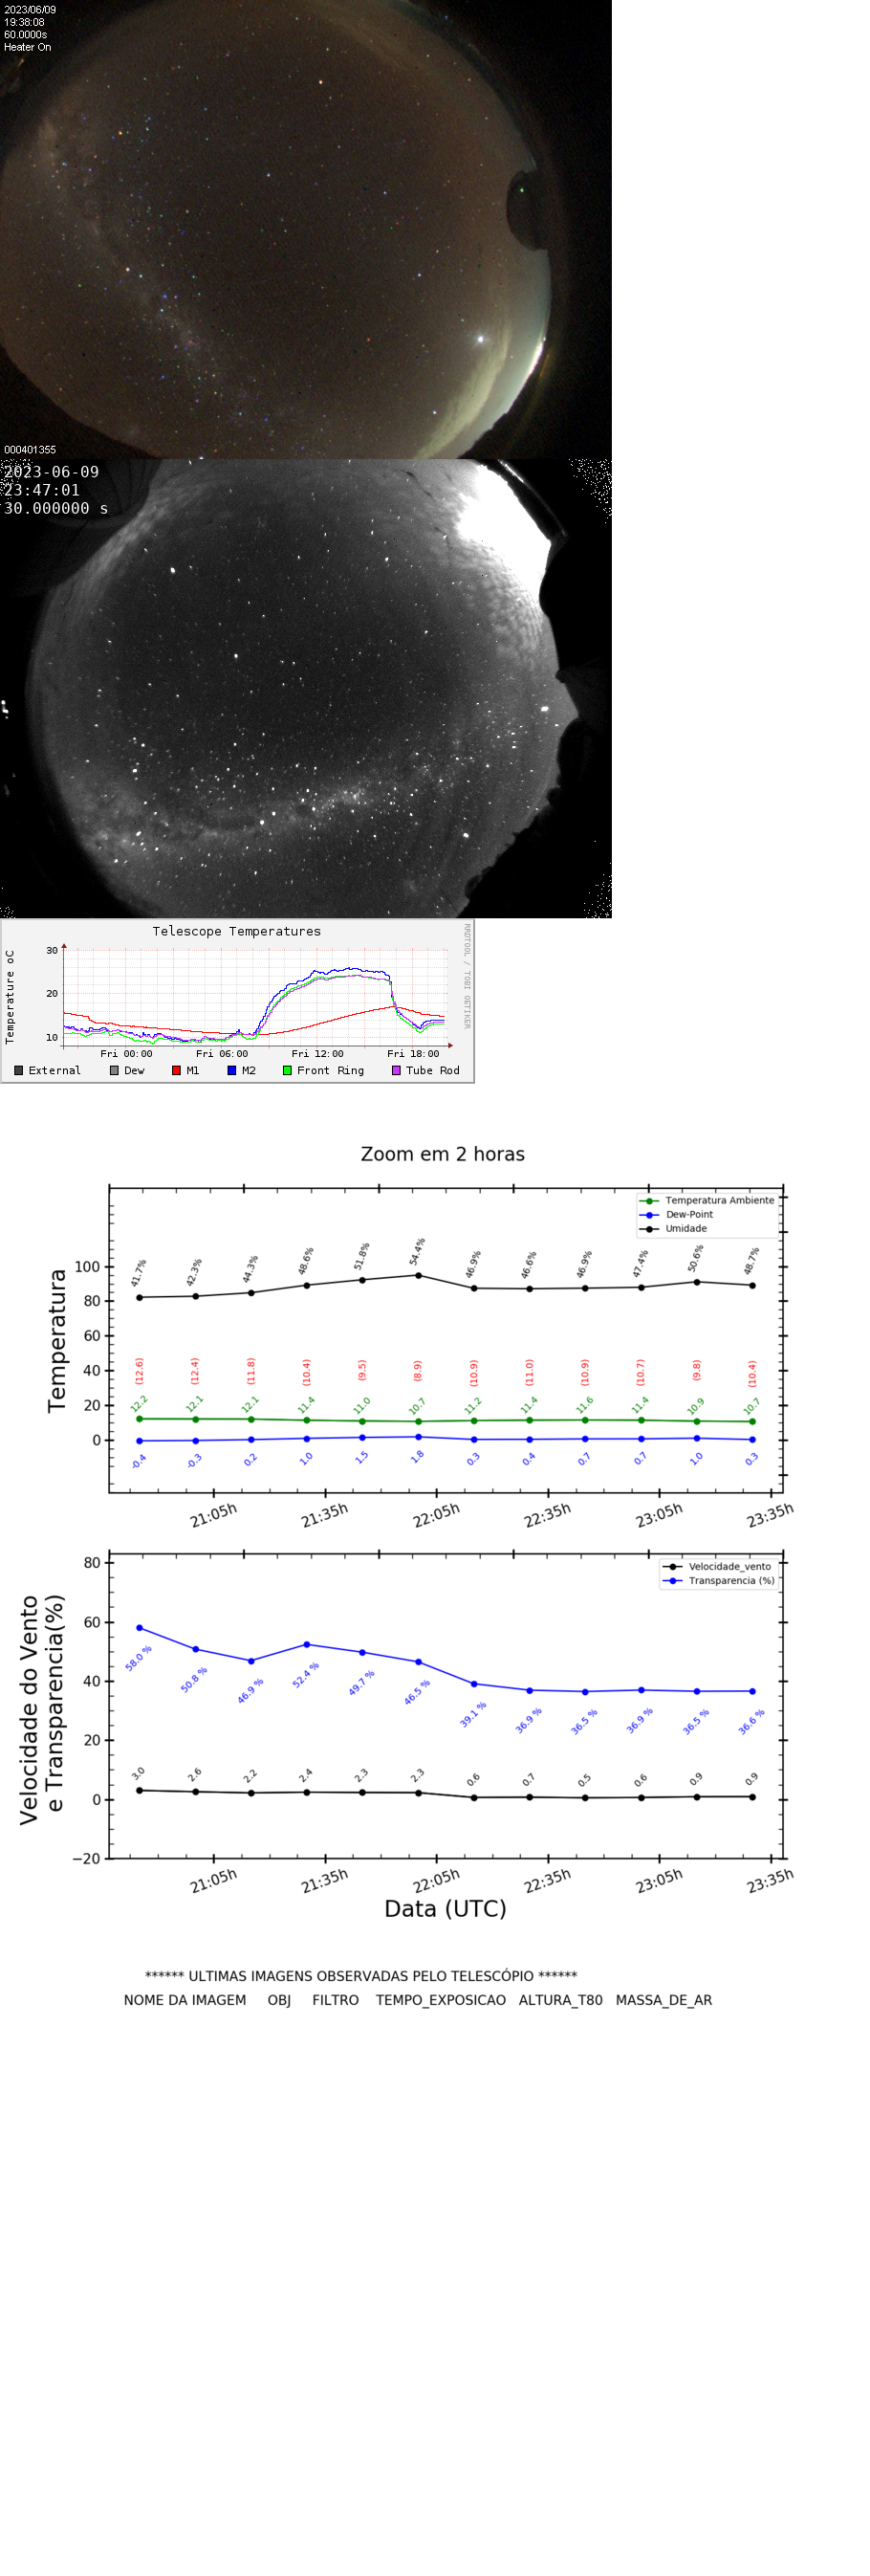 2023/06/09
19:38:08
60.0000s
Heater On
000401355
2023-06-09
23:47:01
30.000000 s
Telescope Temperatures
RRDTOOL / TOBI OETIKER
Temperature oC
30
20
10
Fri 00:00 Fri 06:00 Fri 12:00 Fri 18:00
External Dew M1 M2 Front Ring Tube Rod
Zoom em 2 horas
Temperatura Ambiente
Dew-Point
Umidade
Temperatura
100
80
60
40
20
0
41.7% 42.3% 44.3% 48.6% 51.8% 54.4% 46.9% 46.6% 46.9% 47.4% 50.6% 48.7%
(12.6) (12.4) (11.8) (10.4) (9.5) (8.9) (10.9) (11.0) (10.9) (10.7) (9.8) (10.4)
12.2 12.1 12.1 11.4 11.0 10.7 11.2 11.4 11.6 11.4 10.9 10.7
-0.4 -0.3 0.2 1.0 1.5 1.8 0.3 0.4 0.7 0.7 1.0 0.3
21:05h 21:35h 22:05h 22:35h 23:05h 23:35h
Velocidade_vento
Transparencia (%)
Velocidade do Vento
e Transparencia(%)
80
60
40
20
0
−20
58.0 % 50.8 % 46.9 % 52.4 % 49.7 % 46.5 % 39.1 % 36.9 % 36.5 % 36.9 % 36.5 % 36.6 %
3.0 2.6 2.2 2.4 2.3 2.3 0.6 0.7 0.5 0.6 0.9 0.9
21:05h 21:35h 22:05h 22:35h 23:05h 23:35h
Data (UTC)
****** ULTIMAS IMAGENS OBSERVADAS PELO TELESCÓPIO ******
NOME DA IMAGEM OBJ FILTRO TEMPO_EXPOSICAO ALTURA_T80 MASSA_DE_AR